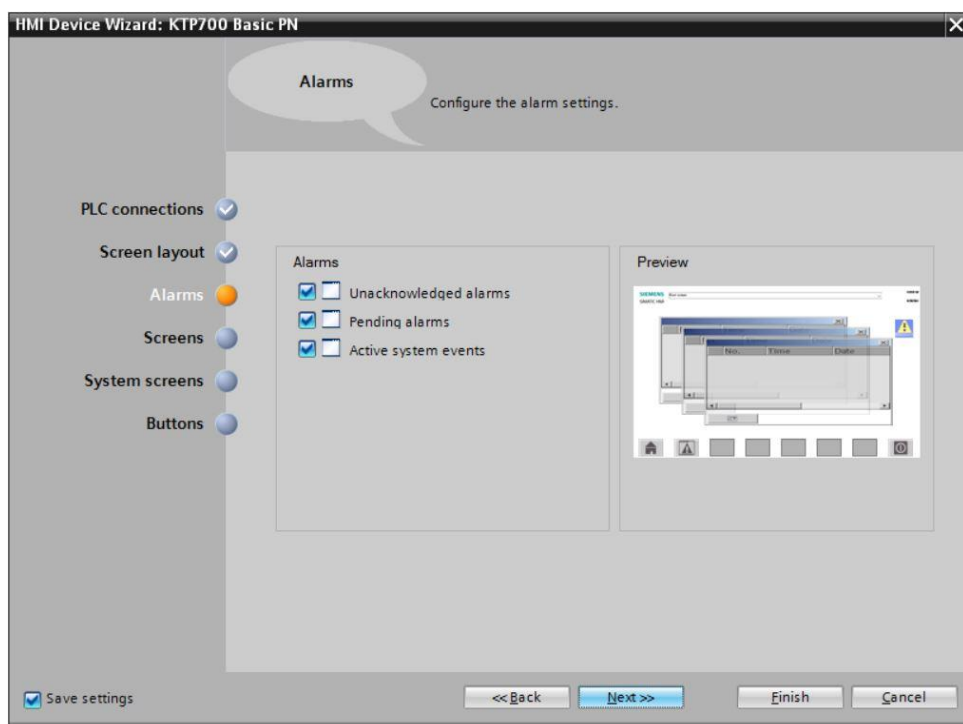 HMI Device Wizard: KTP700 Basic PN
Alarms
Configure the alarm settings.
PLC connections
Screen layout
Alarms
Screens
System screens
Buttons
Alarms
Unacknowledged alarms
Pending alarms
Active system events
Preview
SIEMENS
SIMATIC HMI
No. Time Date
Save settings
<<Back
Next>>
Finish
Cancel